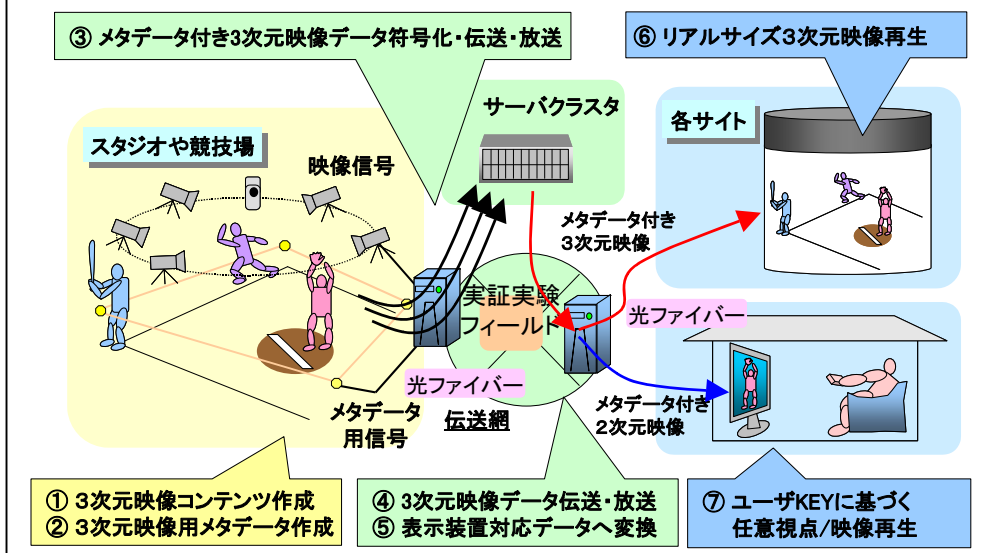 ③ メタデータ付き3次元映像データ符号化・伝送・放送
⑥ リアルサイズ３次元映像再生
サーバクラスタ
各サイト
スタジオや競技場
映像信号
メタデータ付き
３次元映像
実証実験
フィールド
光ファイバー
光ファイバー
メタデータ
用信号
伝送網
メタデータ付き
２次元映像
① ３次元映像コンテンツ作成
② ３次元映像用メタデータ作成
④ 3次元映像データ伝送・放送
⑤ 表示装置対応データへ変換
⑦ ユーザKEYに基づく
任意視点/映像再生